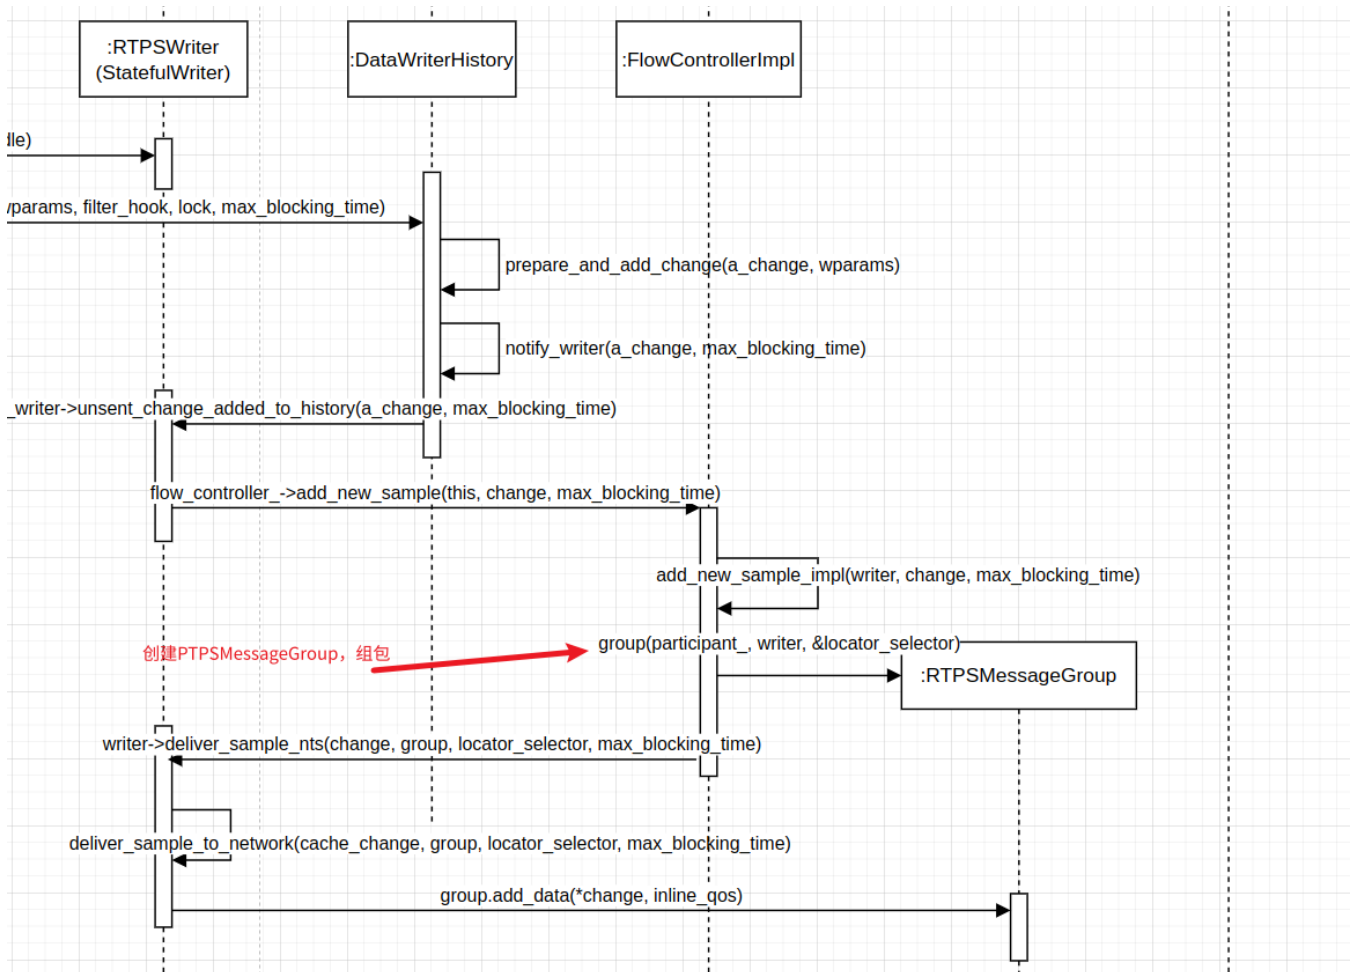 :RTPSWriter
(StatefulWriter)
:DataWriterHistory
:FlowControllerImpl
dle)
wparams, filter_hook, lock, max_blocking_time)
prepare_and_add_change(a_change, wparams)
notify_writer(a_change, max_blocking_time)
_writer->unsent_change_added_to_history(a_change, max_blocking_time)
flow_controller_->add_new_sample(this, change, max_blocking_time)
add_new_sample_impl(writer, change, max_blocking_time)
创建PTPSMessageGroup，组包
group(participant_, writer, &locator_selector)
:RTPSMessageGroup
writer->deliver_sample_nts(change, group, locator_selector, max_blocking_time)
deliver_sample_to_network(cache_change, group, locator_selector, max_blocking_time)
group.add_data(*change, inline_qos)